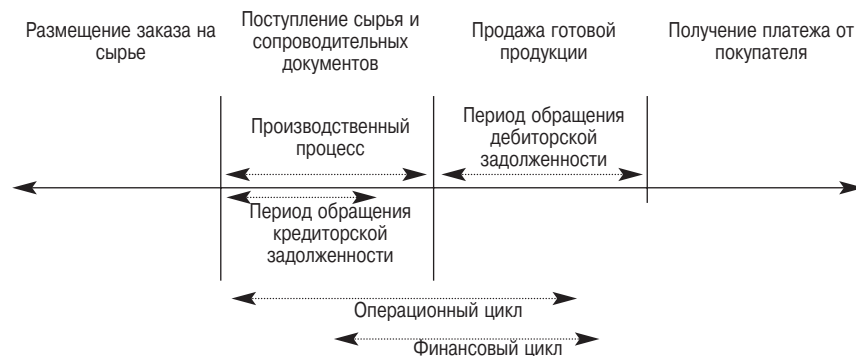 Размещение заказа на
сырье
Поступление сырья и
сопроводительных
документов
Продажа готовой
продукции
Получение платежа от
покупателя
Производственный
процесс
Период обращения
дебиторской
задолженности
Период обращения
кредиторской
задолженности
Операционный цикл
Финансовый цикл